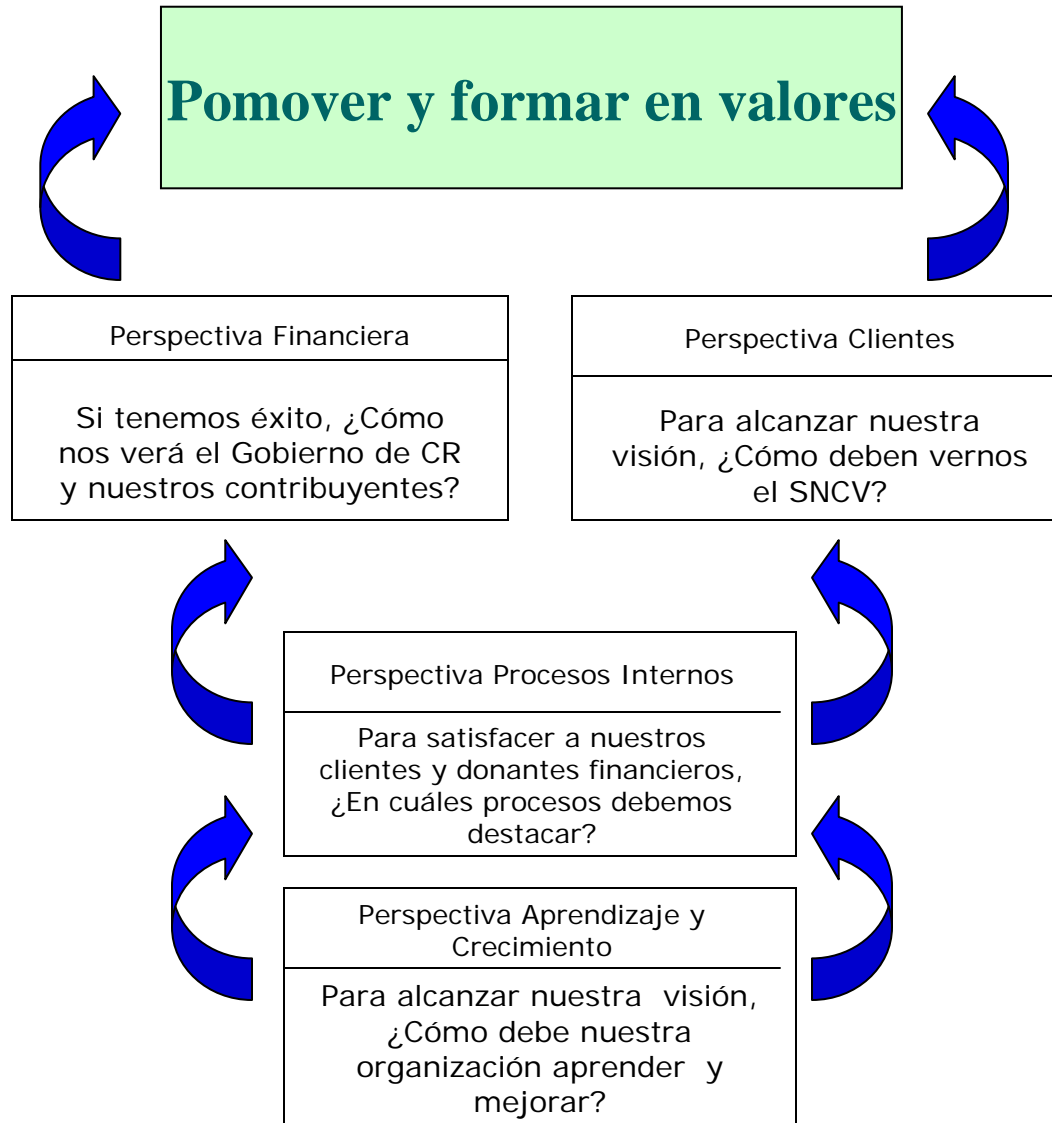 Pomover y formar en valores
Perspectiva Financiera
Si tenemos éxito, ¿Cómo
nos verá el Gobierno de CR
y nuestros contribuyentes?
Perspectiva Clientes
Para alcanzar nuestra
visión, ¿Cómo deben vernos
el SNCV?
Perspectiva Procesos Internos
Para satisfacer a nuestros
clientes y donantes financieros,
¿En cuáles procesos debemos
destacar?
Perspectiva Aprendizaje y
Crecimiento
Para alcanzar nuestra visión,
¿Cómo debe nuestra
organización aprender y
mejorar?